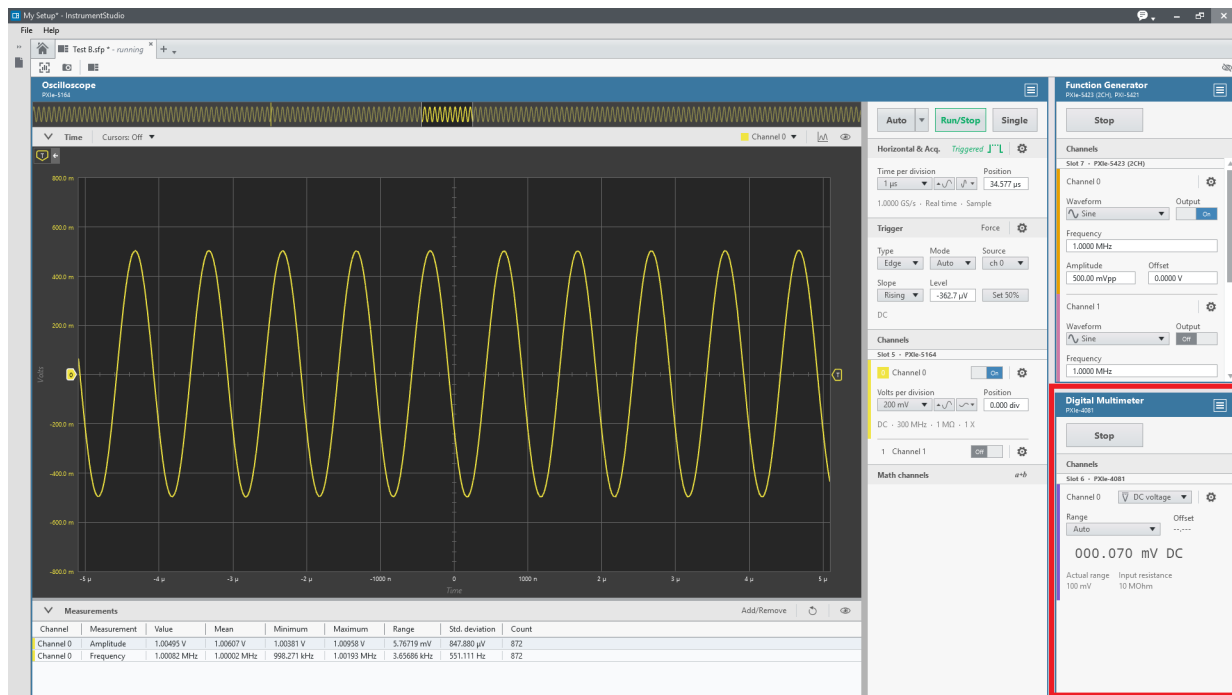 My Setup* - InstrumentStudio
File Help
Test B.sfp * - running
Oscilloscope
PXIe-5164
Time Cursors: Off Channel 0
T
800.0 m
600.0 m
400.0 m
200.0 m
Volts
0
T
-200.0 m
-400.0 m
-600.0 m
-800.0 m
-5 µ -4 µ -3 µ -2 µ -1000 n 0 1000 n 2 µ 3 µ 4 µ 5 µ
Time
Measurements Add/Remove
Channel Measurement Value Mean Minimum Maximum Range Std. deviation Count
Channel 0 Amplitude 1.00495 V 1.00607 V 1.00381 V 1.00958 V 5.76719 mV 847.880 µV 872
Channel 0 Frequency 1.00082 MHz 1.00002 MHz 998.271 kHz 1.00193 MHz 3.65686 kHz 551.111 Hz 872
Auto Run/Stop Single
Horizontal & Acq. Triggered
Time per division Position
1 µs 34.577 µs
1.0000 GS/s · Real time · Sample
Trigger Force
Type Mode Source
Edge Auto ch 0
Slope Level
Rising -362.7 µV Set 50%
DC
Channels
Slot 5 - PXIe-5164
0 Channel 0 On
Volts per division Position
200 mV 0.000 div
DC · 300 MHz · 1 MΩ · 1 X
1 Channel 1 Off
Math channels a+b
Function Generator
PXIe-5423 (2CH), PXI-5421
Stop
Channels
Slot 7 - PXIe-5423 (2CH)
Channel 0
Waveform Output
Sine On
Frequency
1.0000 MHz
Amplitude Offset
500.00 mVpp 0.0000 V
Channel 1
Waveform Output
Sine Off
Frequency
1.0000 MHz
Digital Multimeter
PXIe-4081
Stop
Channels
Slot 6 - PXIe-4081
Channel 0 DC voltage
Range Offset
Auto --.---
000.070 mV DC
Actual range Input resistance
100 mV 10 MOhm